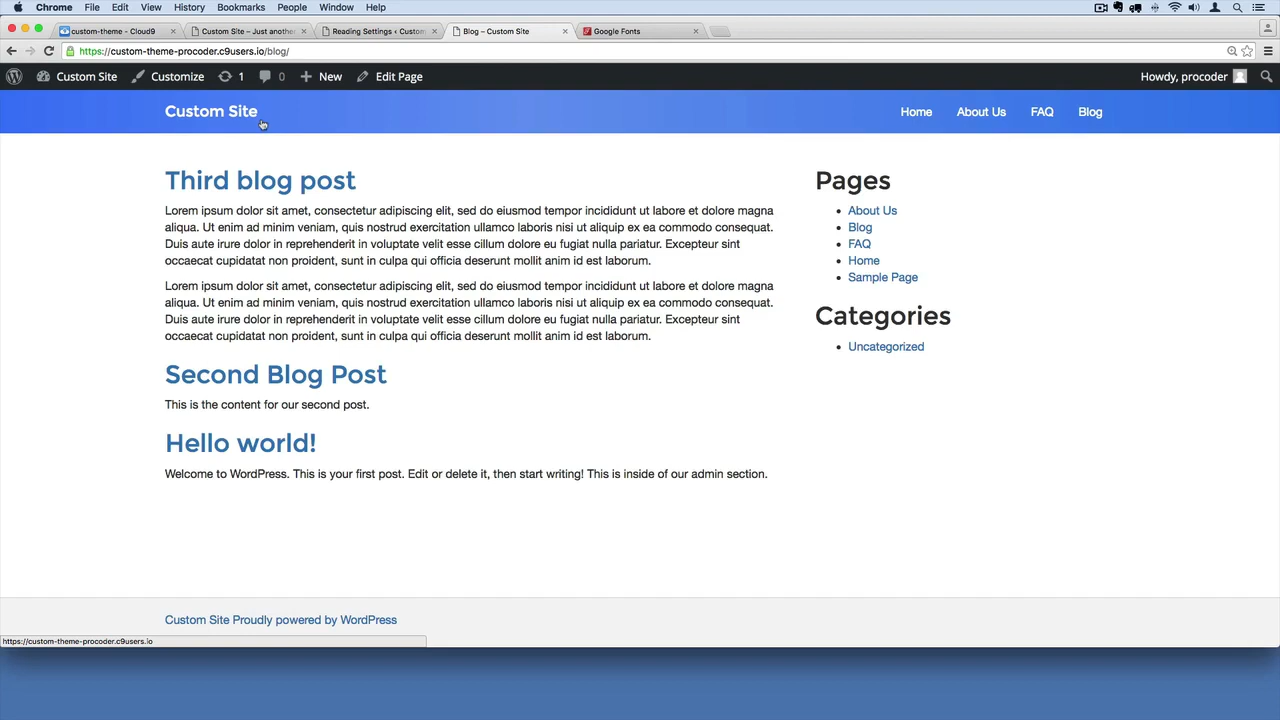 Chrome File Edit View History Bookmarks People Window Help
custom-theme - Cloud9
Custom Site – Just anothe
Reading Settings ‹ Custom
Blog – Custom Site
Google Fonts
https://custom-theme-procoder.c9users.io/blog/
Custom Site Customize 1 0 New Edit Page Howdy, procoder
Custom Site Home About Us FAQ Blog
Third blog post
Lorem ipsum dolor sit amet, consectetur adipiscing elit, sed do eiusmod tempor incididunt ut labore et dolore magna
aliqua. Ut enim ad minim veniam, quis nostrud exercitation ullamco laboris nisi ut aliquip ex ea commodo consequat.
Duis aute irure dolor in reprehenderit in voluptate velit esse cillum dolore eu fugiat nulla pariatur. Excepteur sint
occaecat cupidatat non proident, sunt in culpa qui officia deserunt mollit anim id est laborum.
Lorem ipsum dolor sit amet, consectetur adipiscing elit, sed do eiusmod tempor incididunt ut labore et dolore magna
aliqua. Ut enim ad minim veniam, quis nostrud exercitation ullamco laboris nisi ut aliquip ex ea commodo consequat.
Duis aute irure dolor in reprehenderit in voluptate velit esse cillum dolore eu fugiat nulla pariatur. Excepteur sint
occaecat cupidatat non proident, sunt in culpa qui officia deserunt mollit anim id est laborum.
Second Blog Post
This is the content for our second post.
Hello world!
Welcome to WordPress. This is your first post. Edit or delete it, then start writing! This is inside of our admin section.
Pages
About Us
Blog
FAQ
Home
Sample Page
Categories
Uncategorized
Custom Site Proudly powered by WordPress
https://custom-theme-procoder.c9users.io